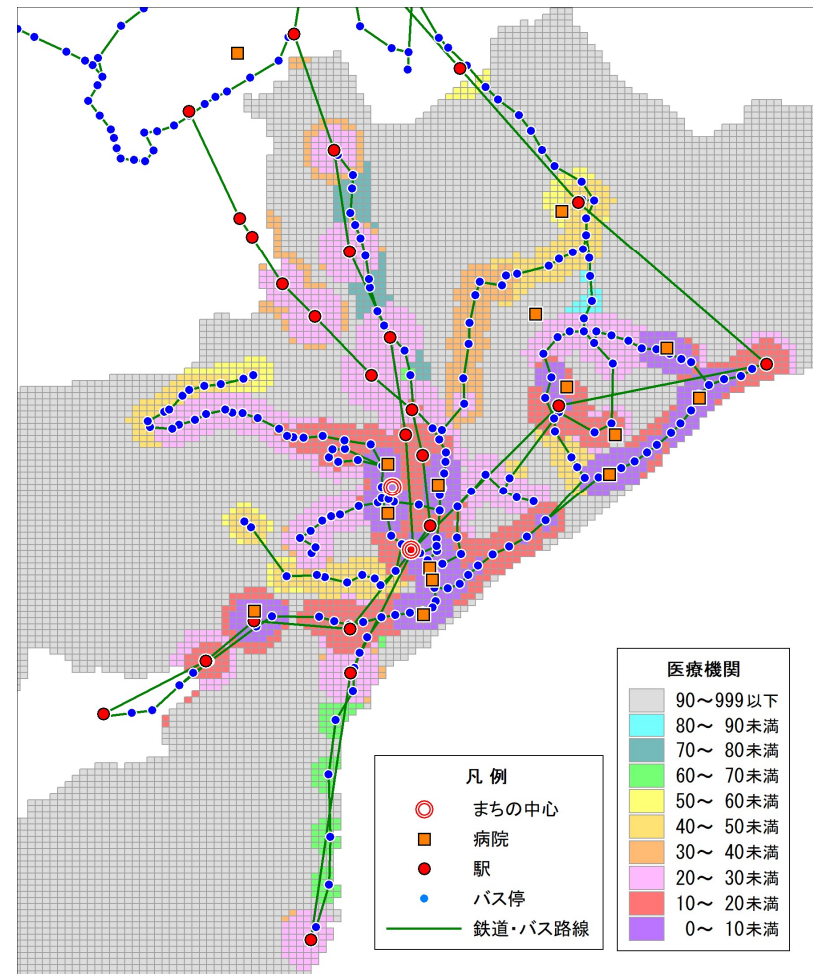 医療機関
90～999以下
80～ 90未満
70～ 80未満
60～ 70未満
50～ 60未満
40～ 50未満
30～ 40未満
20～ 30未満
10～ 20未満
0～ 10未満
凡 例
まちの中心
病院
駅
バス停
鉄道・バス路線